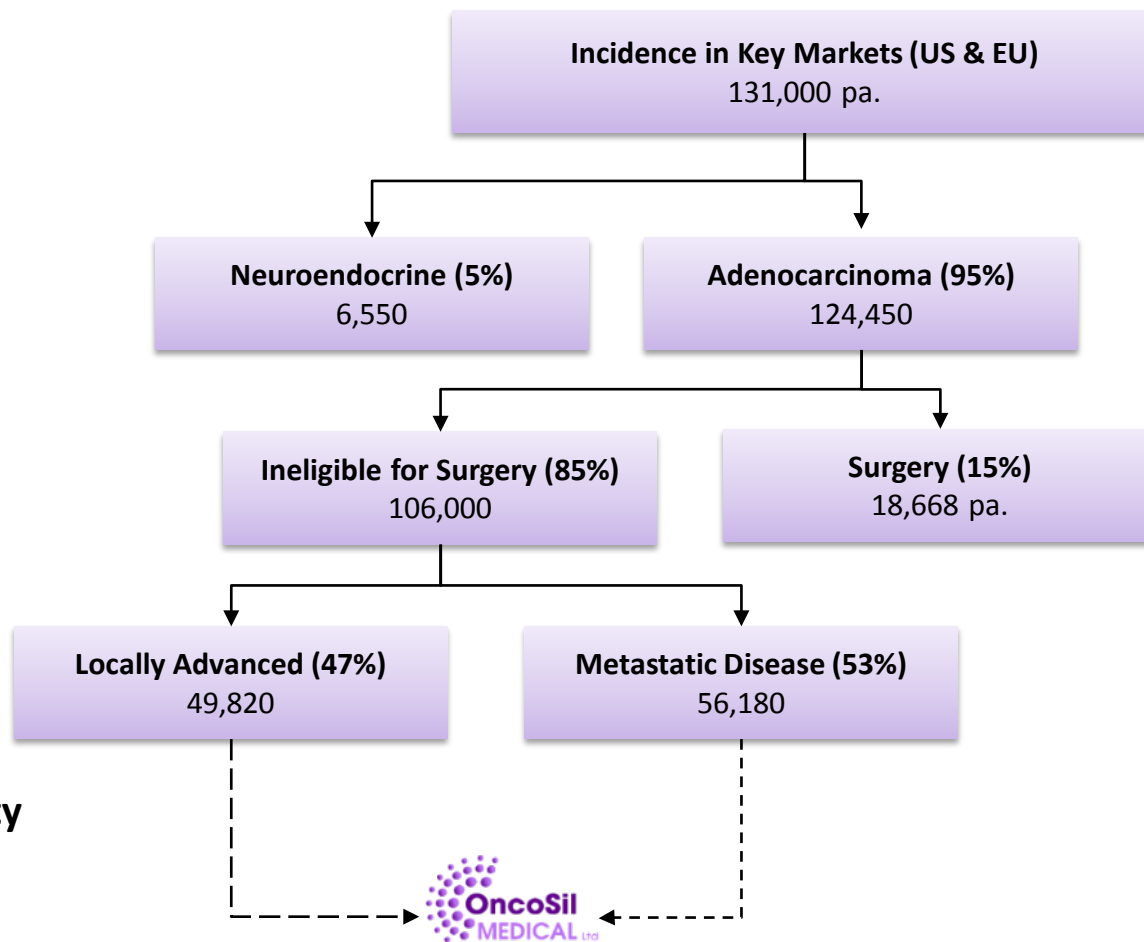 Incidence in Key Markets (US & EU)
131,000 pa.
Neuroendocrine (5%)
6,550
Adenocarcinoma (95%)
124,450
Ineligible for Surgery (85%)
106,000
Surgery (15%)
18,668 pa.
Locally Advanced (47%)
49,820
Metastatic Disease (53%)
56,180
OncoSil
MEDICAL Ltd